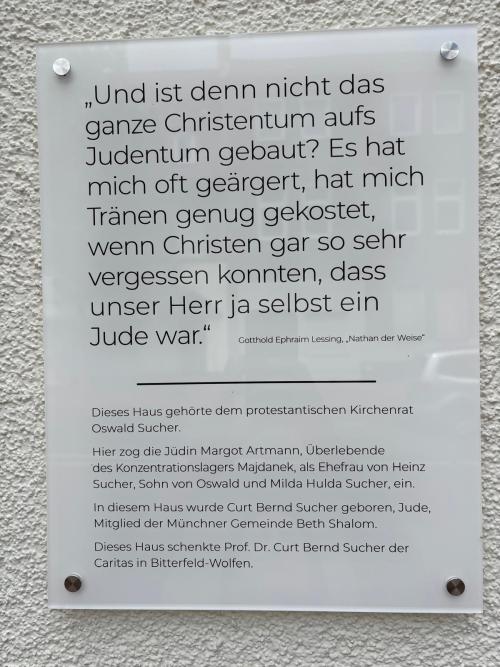 „Und ist denn nicht das
ganze Christentum aufs
Judentum gebaut? Es hat
mich oft geärgert, hat mich
Tränen genug gekostet,
wenn Christen gar so sehr
vergessen konnten, dass
unser Herr ja selbst ein
Jude war.“
Gotthold Ephraim Lessing, „Nathan der Weise“
Dieses Haus gehörte dem protestantischen Kirchenrat
Oswald Sucher.
Hier zog die Jüdin Margot Artmann, Überlebende
des Konzentrationslagers Majdanek, als Ehefrau von Heinz
Sucher, Sohn von Oswald und Milda Hulda Sucher, ein.
In diesem Haus wurde Curt Bernd Sucher geboren, Jude,
Mitglied der Münchner Gemeinde Beth Shalom.
Dieses Haus schenkte Prof. Dr. Curt Bernd Sucher der
Caritas in Bitterfeld-Wolfen.